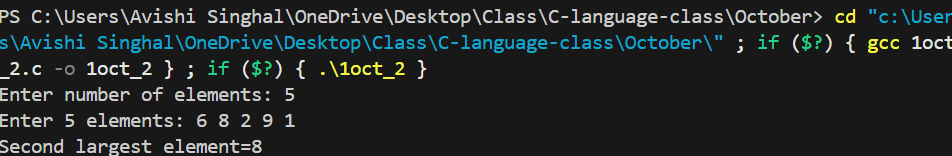 PS C:\Users\Avishi Singhal\OneDrive\Desktop\Class\C-language-class\October> cd "c:\User
s\Avishi Singhal\OneDrive\Desktop\Class\C-language-class\October\" ; if ($?) { gcc 1oct
_2.c -o 1oct_2 } ; if ($?) { .\1oct_2 }
Enter number of elements: 5
Enter 5 elements: 6 8 2 9 1
Second largest element=8